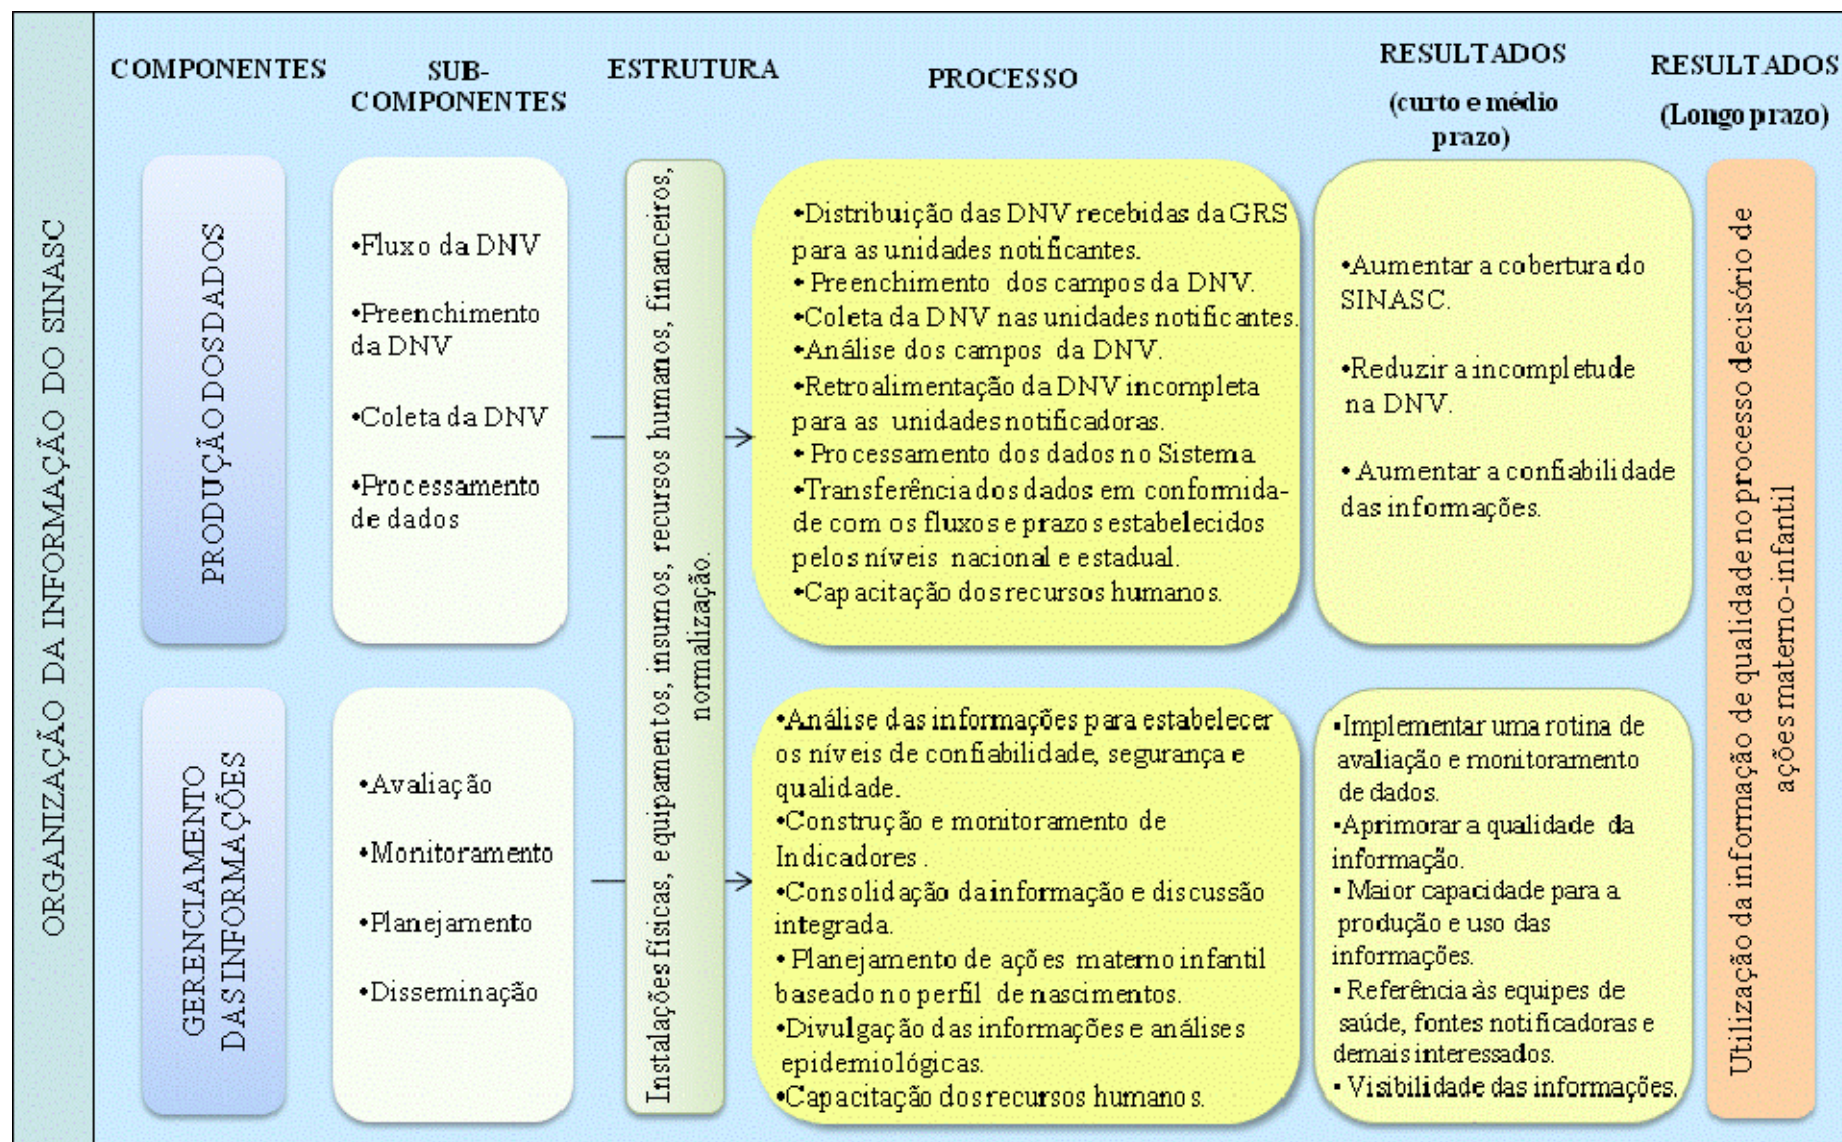 ORGANIZAÇÃO DA INFORMAÇÃO DO SINASC
COMPONENTES
SUB-
COMPONENTES
ESTRUTURA
PROCESSO
RESULTADOS
(curto e médio
prazo)
RESULTADOS
(Longo prazo)
PRODUÇÃO DOS DADOS
•Fluxo da DNV
•Preenchimento
da DNV
•Coleta da DNV
•Processamento
de dados
Instalações físicas, equipamentos, insumos, recursos humanos, financeiros,
normalização.
•Distribuição das DNV recebidas da GRS
para as unidades notificantes.
• Preenchimento dos campos da DNV.
•Coleta da DNV nas unidades notificantes.
•Análise dos campos da DNV.
•Retroalimentação da DNV incompleta
para as unidades notificadoras.
• Processamento dos dados no Sistema
•Transferência dos dados em conformida-
de com os fluxos e prazos estabelecidos
pelos níveis nacional e estadual.
•Capacitação dos recursos humanos.
•Aumentar a cobertura do
SINASC.
•Reduzir a incompletude
na DNV.
• Aumentar a confiabilidade
das informações.
Utilização da informação de qualidade no processo decisório de
ações materno-infantil
GERENCIAMENTO
DAS INFORMAÇÕES
•Avaliação
•Monitoramento
•Planejamento
•Disseminação
•Análise das informações para estabelecer
os níveis de confiabilidade, segurança e
qualidade.
•Construção e monitoramento de
Indicadores .
•Consolidação da informação e discussão
integrada.
• Planejamento de ações materno infantil
baseado no perfil de nascimentos.
•Divulgação das informações e análises
epidemiológicas.
•Capacitação dos recursos humanos.
▪Implementar uma rotina de
avaliação e monitoramento
de dados.
▪Aprimorar a qualidade da
informação.
▪ Maior capacidade para a
produção e uso das
informações.
▪ Referência às equipes de
saúde, fontes notificadoras e
demais interessados.
▪ Visibilidade das informações.